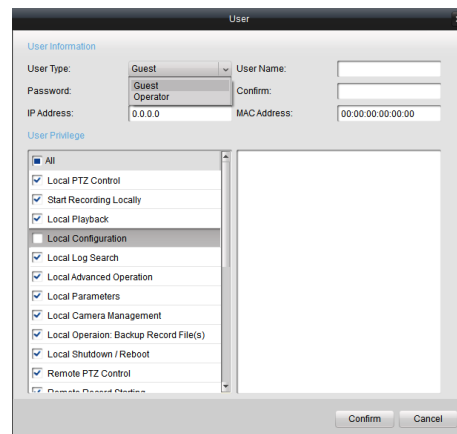 User
User Information
User Type: Guest User Name:
Guest
Operator
Password: Confirm:
IP Address: 0.0.0.0 MAC Address: 00:00:00:00:00:00
User Privilege
All
Local PTZ Control
Start Recording Locally
Local Playback
Local Configuration
Local Log Search
Local Advanced Operation
Local Parameters
Local Camera Management
Local Operaion: Backup Record File(s)
Local Shutdown / Reboot
Remote PTZ Control
Remote Record Starting
Confirm Cancel